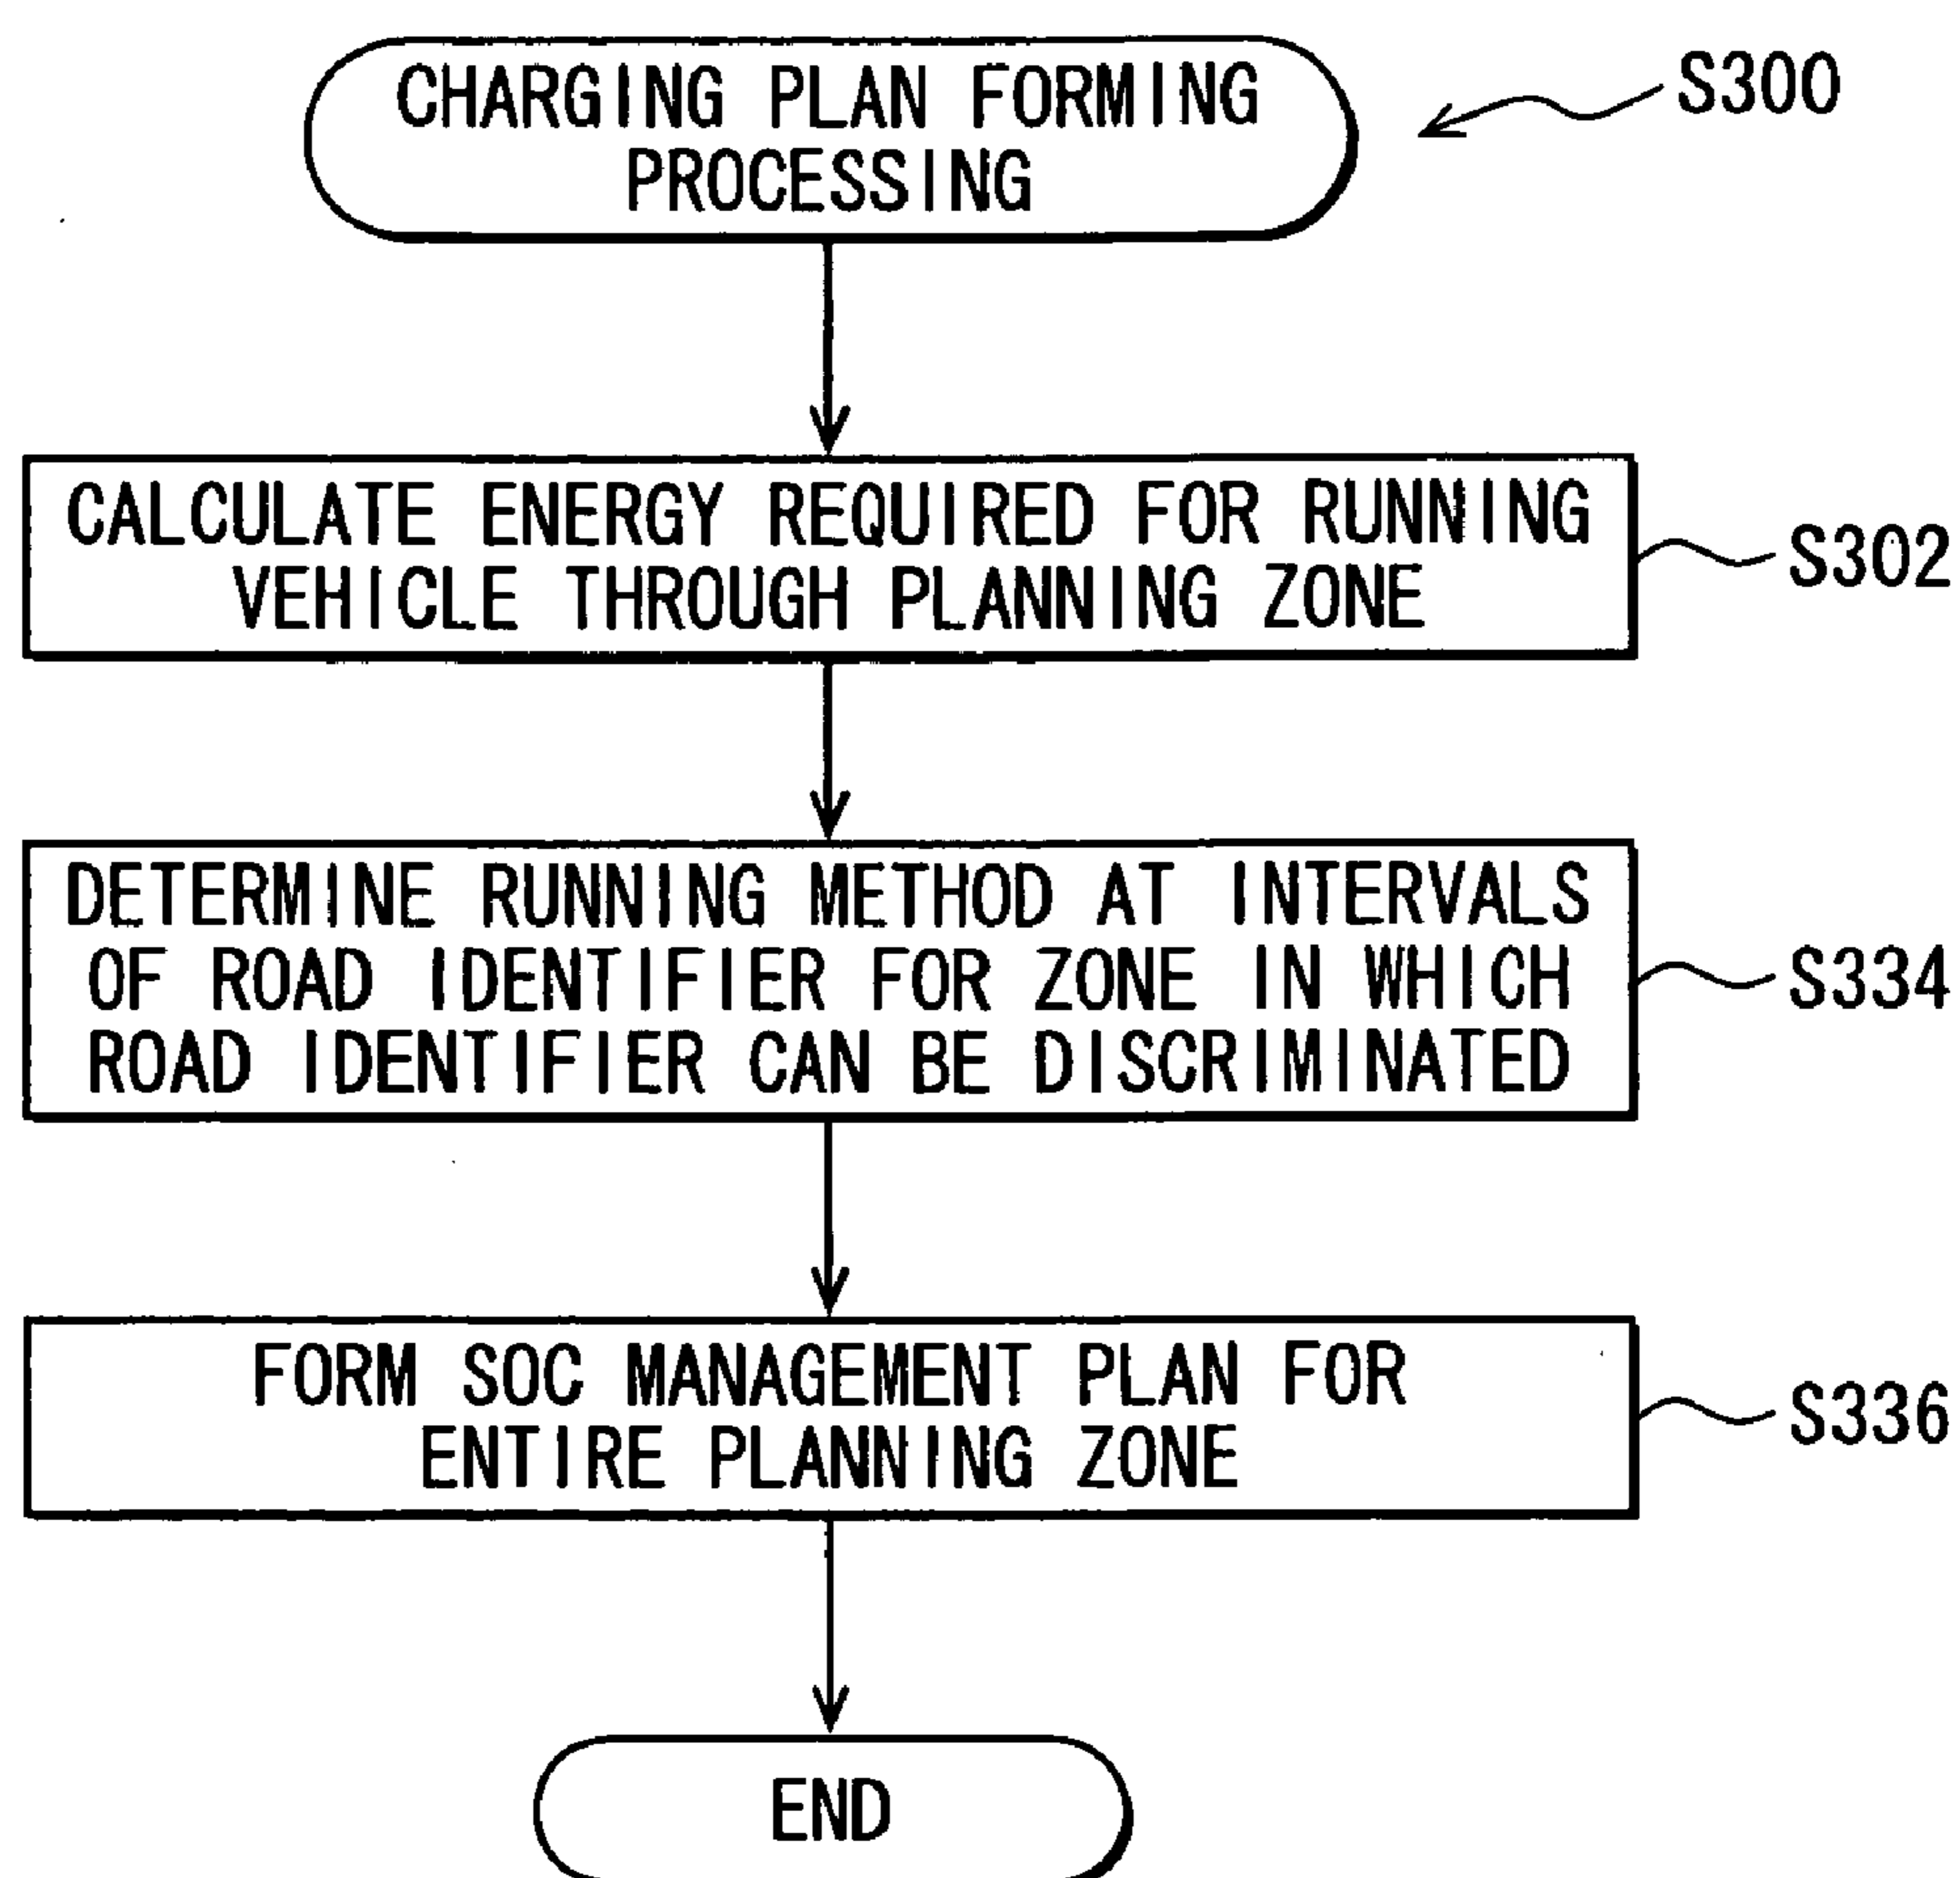 CHARGING PLAN FORMING
PROCESSING
S300
CALCULATE ENERGY REQUIRED FOR RUNNING
VEHICLE THROUGH PLANNING ZONE
S302
DETERMINE RUNNING METHOD AT INTERVALS
OF ROAD IDENTIFIER FOR ZONE IN WHICH
ROAD IDENTIFIER CAN BE DISCRIMINATED
S334
FORM SOC MANAGEMENT PLAN FOR
ENTIRE PLANNING ZONE
S336
END